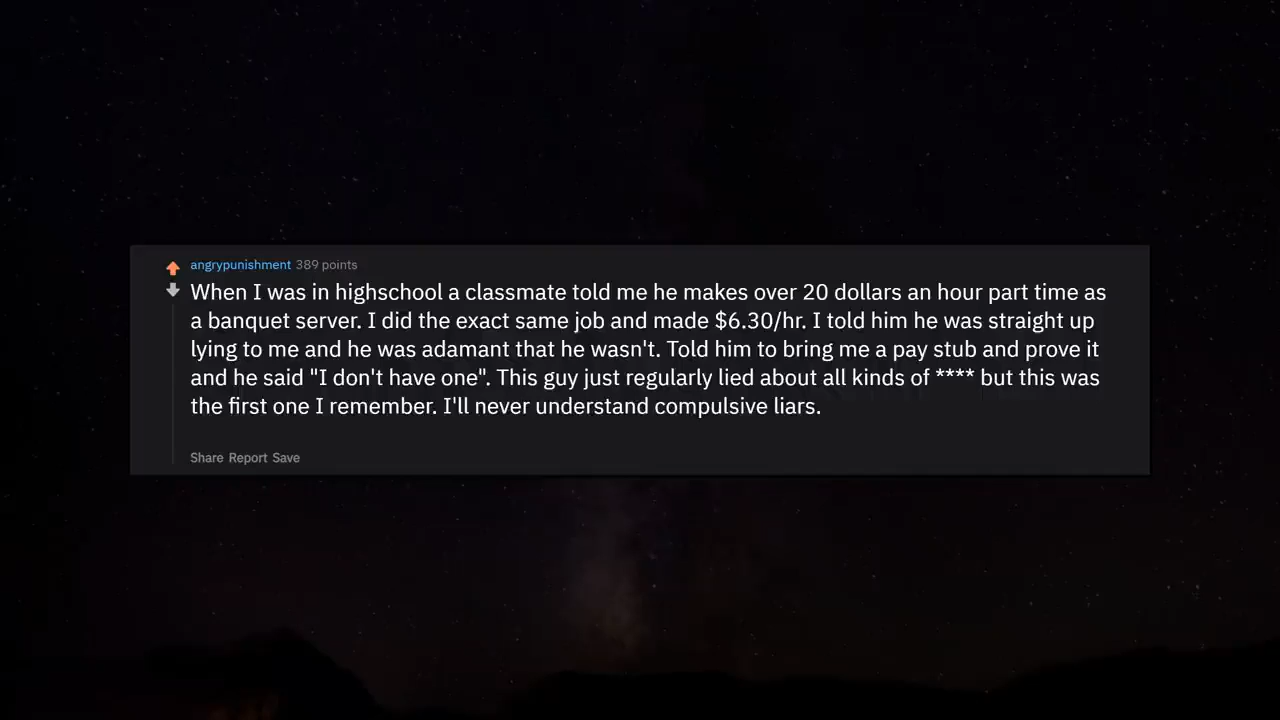 angrypunishment 389 points
When I was in highschool a classmate told me he makes over 20 dollars an hour part time as
a banquet server. I did the exact same job and made $6.30/hr. I told him he was straight up
lying to me and he was adamant that he wasn't. Told him to bring me a pay stub and prove it
and he said "I don't have one". This guy just regularly lied about all kinds of **** but this was
the first one I remember. I'll never understand compulsive liars.
Share Report Save